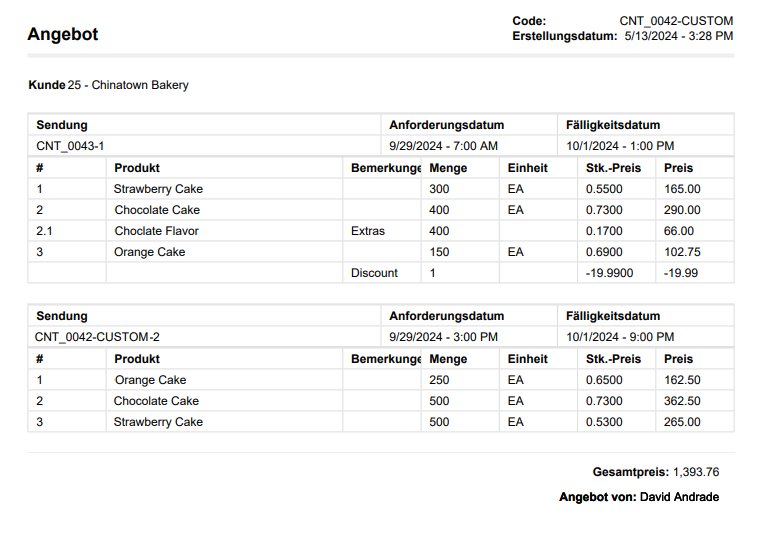 Angebot
Code: CNT_0042-CUSTOM
Erstellungsdatum: 5/13/2024 - 3:28 PM
Kunde 25 - Chinatown Bakery
Sendung Anforderungsdatum Fälligkeitsdatum
CNT_0043-1 9/29/2024 - 7:00 AM 10/1/2024 - 1:00 PM
# Produkt Bemerkunge Menge Einheit Stk.-Preis Preis
1 Strawberry Cake 300 EA 0.5500 165.00
2 Chocolate Cake 400 EA 0.7300 290.00
2.1 Choclate Flavor Extras 400 0.1700 66.00
3 Orange Cake 150 EA 0.6900 102.75
Discount 1 -19.9900 -19.99
Sendung Anforderungsdatum Fälligkeitsdatum
CNT_0042-CUSTOM-2 9/29/2024 - 3:00 PM 10/1/2024 - 9:00 PM
# Produkt Bemerkunge Menge Einheit Stk.-Preis Preis
1 Orange Cake 250 EA 0.6500 162.50
2 Chocolate Cake 500 EA 0.7300 362.50
3 Strawberry Cake 500 EA 0.5300 265.00
Gesamtpreis: 1,393.76
Angebot von: David Andrade